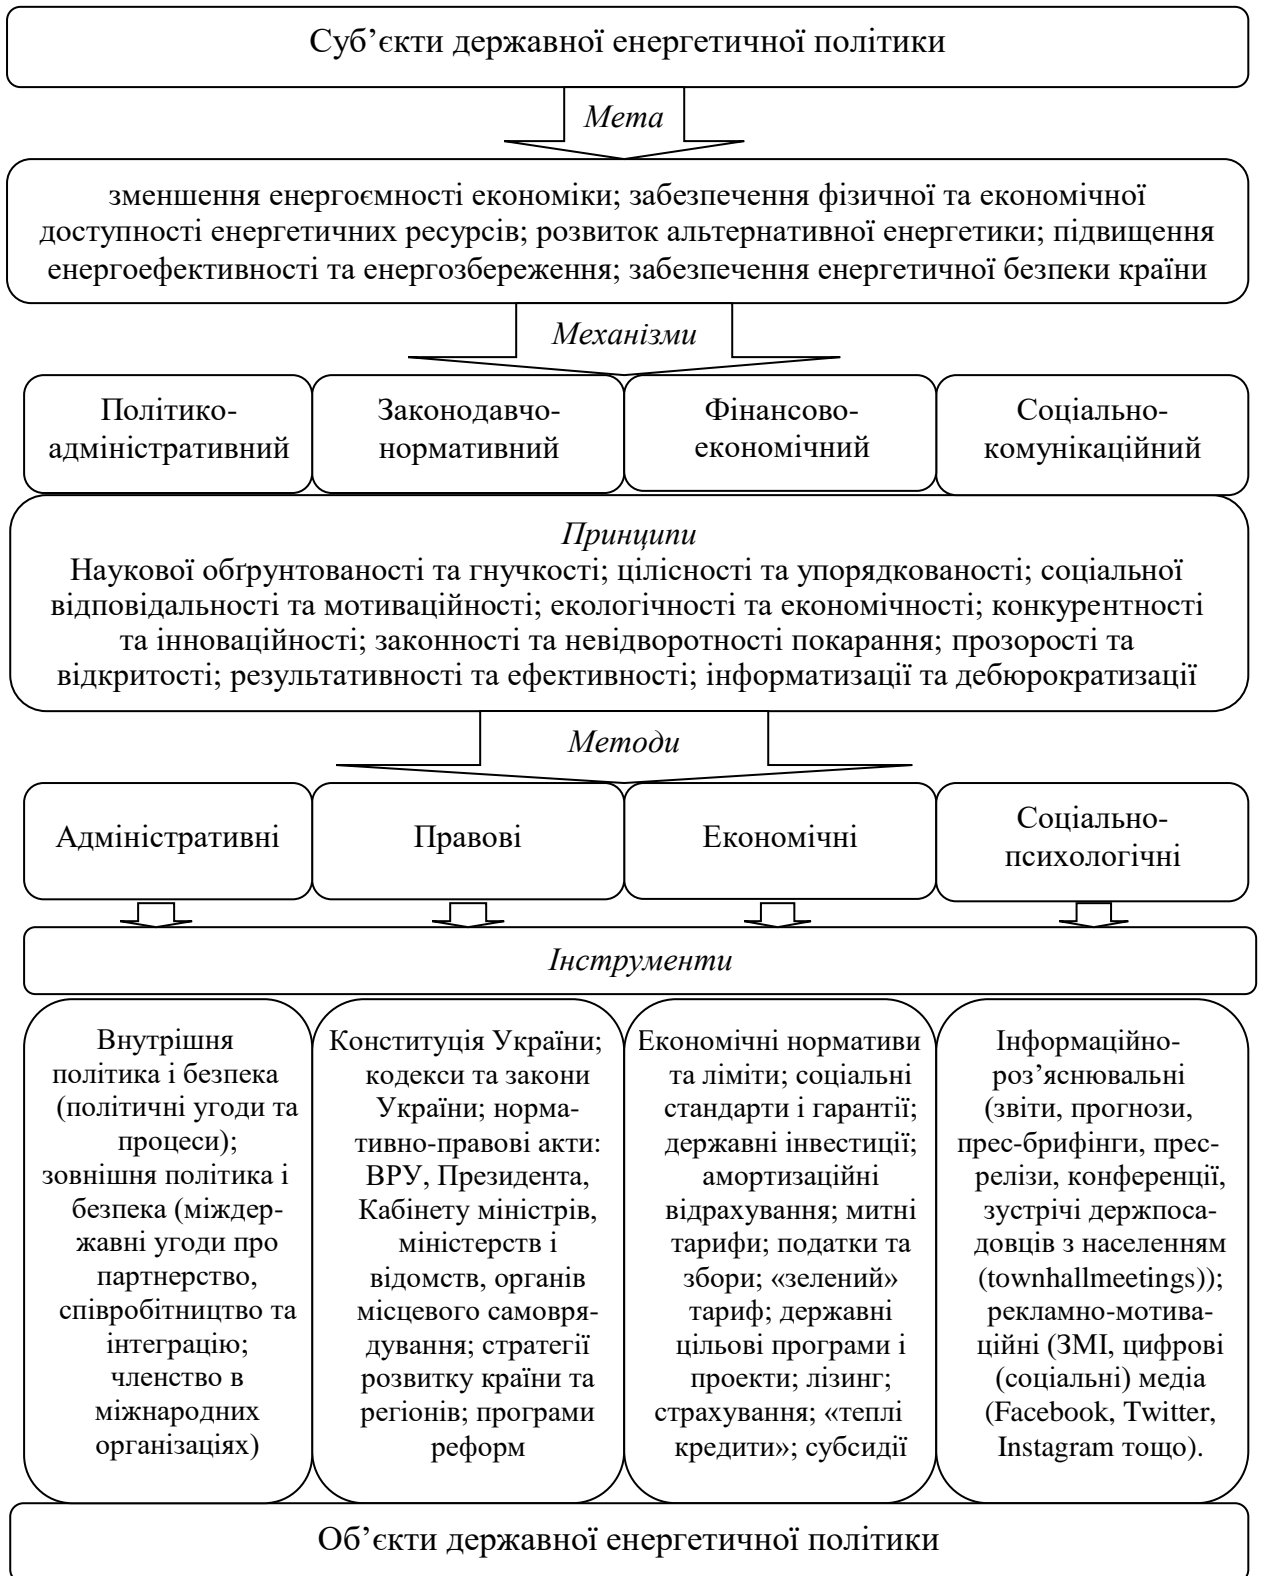 Суб’єкти державної енергетичної політики
Мета
зменшення енергоємності економіки; забезпечення фізичної та економічної
доступності енергетичних ресурсів; розвиток альтернативної енергетики; підвищення
енергоефективності та енергозбереження; забезпечення енергетичної безпеки країни
Механізми
Політико-
адміністративний
Законодавчо-
нормативний
Фінансово-
економічний
Соціально-
комунікаційний
Принципи
Наукової обґрунтованості та гнучкості; цілісності та упорядкованості; соціальної
відповідальності та мотиваційності; екологічності та економічності; конкурентності
та інноваційності; законності та невідворотності покарання; прозорості та
відкритості; результативності та ефективності; інформатизації та дебюрократизації
Методи
Адміністративні
Правові
Економічні
Соціально-
психологічні
Інструменти
Внутрішня
політика і безпека
(політичні угоди та
процеси);
зовнішня політика і
безпека (міждер-
жавні угоди про
партнерство,
співробітництво та
інтеграцію;
членство в
міжнародних
організаціях)
Конституція України;
кодекси та закони
України; норма-
тивно-правові акти:
ВРУ, Президента,
Кабінету міністрів,
міністерств і
відомств, органів
місцевого самовря-
дування; стратегії
розвитку країни та
регіонів; програми
реформ
Економічні нормативи
та ліміти; соціальні
стандарти і гарантії;
державні інвестиції;
амортизаційні
відрахування; митні
тарифи; податки та
збори; «зелений»
тариф; державні
цільові програми і
проекти; лізинг;
страхування; «теплі
кредити»; субсидії
Інформаційно-
роз’яснювальні
(звіти, прогнози,
прес-брифінги, прес-
релізи, конференції,
зустрічі держпоса-
довців з населенням
(townhallmeetings));
рекламно-мотива-
ційні (ЗМІ, цифрові
(соціальні) медіа
(Facebook, Twitter,
Instagram тощо).
Об’єкти державної енергетичної політики